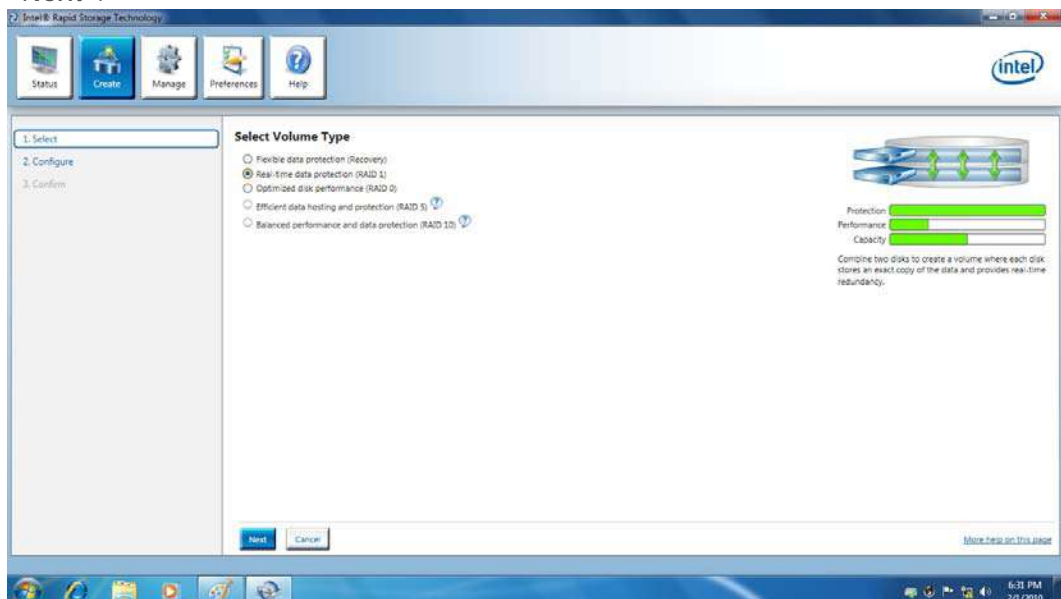 Intel® Rapid Storage Technology
Status
Create
Manage
Preferences
Help
intel
1. Select
2. Configure
3. Confirm
Select Volume Type
Flexible data protection (Recovery)
Real-time data protection (RAID 1)
Optimized disk performance (RAID 0)
Efficient data hosting and protection (RAID 5)
Balanced performance and data protection (RAID 10)
Protection
Performance
Capacity
Combine two disks to create a volume where each disk
stores an exact copy of the data and provides real-time
redundancy.
Next
Cancel
More help on this page
6:31 PM
2/1/2010